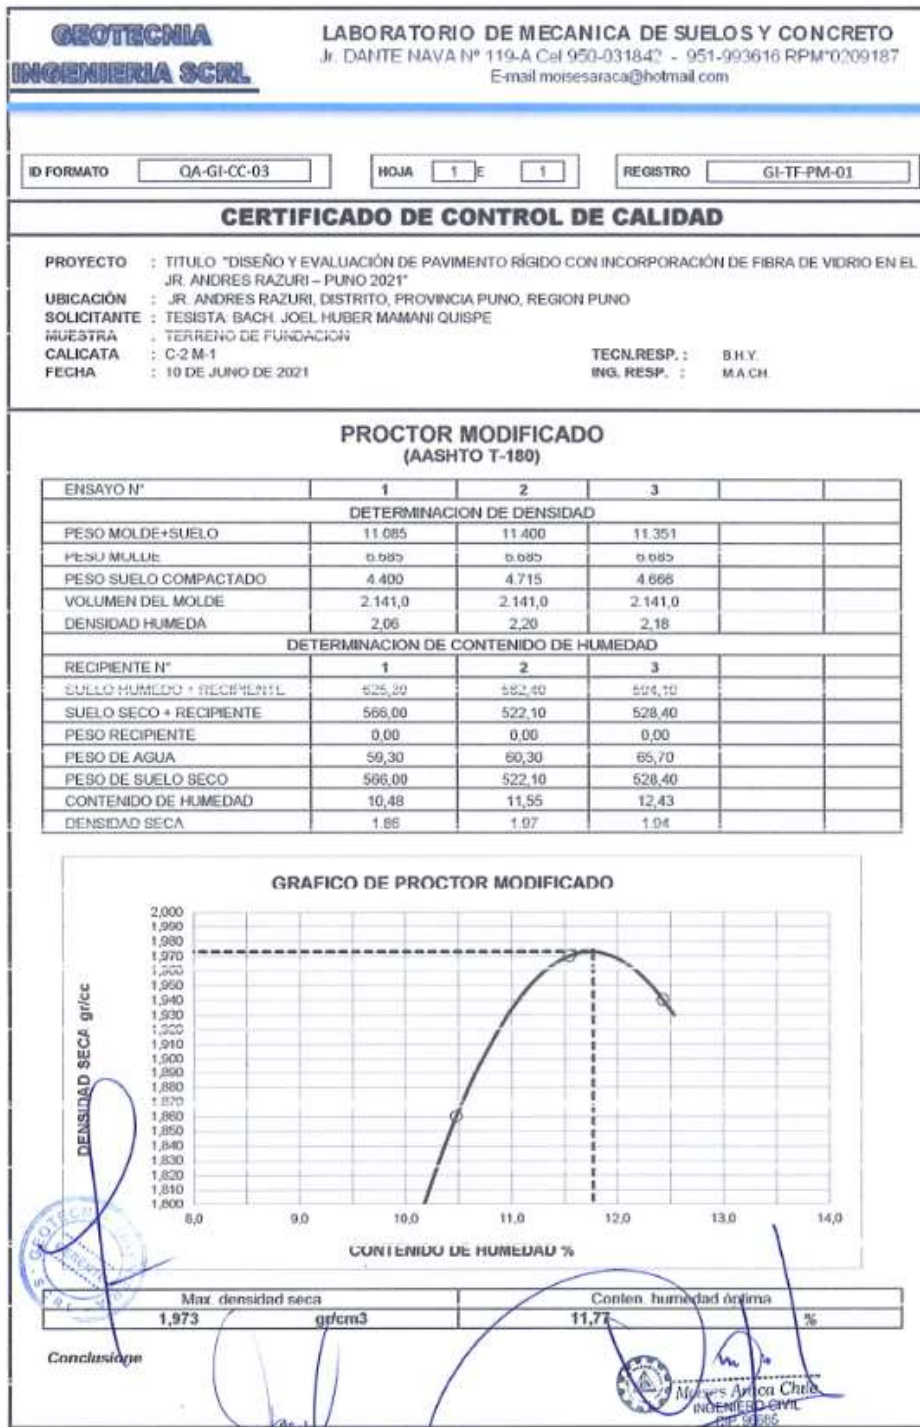 GEOTECNIA
INGENIERIA SCRL
LABORATORIO DE MECANICA DE SUELOS Y CONCRETO
Jr. DANTE NAVA Nº 119-A Cel 950-031842 - 951-993616 RPM*0209187
E-mail moisesaraca@hotmail.com
ID FORMATO QA-GI-CC-03 HOJA 1 E 1 REGISTRO GI-TF-PM-01
CERTIFICADO DE CONTROL DE CALIDAD
PROYECTO : TITULO "DISEÑO Y EVALUACIÓN DE PAVIMENTO RÍGIDO CON INCORPORACIÓN DE FIBRA DE VIDRIO EN EL
JR. ANDRES RAZURI – PUNO 2021"
UBICACIÓN : JR. ANDRES RAZURI, DISTRITO, PROVINCIA PUNO, REGION PUNO
SOLICITANTE : TESISTA: BACH. JOEL HUBER MAMANI QUISPE
MUESTRA : TERRENO DE FUNDACION
CALICATA : C-2 M-1 TECN.RESP. : B.H.Y.
FECHA : 10 DE JUNO DE 2021 ING. RESP. : M.A.CH.
PROCTOR MODIFICADO
(AASHTO T-180)
ENSAYO N° 1 2 3
DETERMINACION DE DENSIDAD
PESO MOLDE+SUELO 11.085 11.400 11.351
PESO MOLDE 6.685 6.685 6.685
PESO SUELO COMPACTADO 4.400 4.715 4.666
VOLUMEN DEL MOLDE 2.141,0 2.141,0 2.141,0
DENSIDAD HUMEDA 2,06 2,20 2,18
DETERMINACION DE CONTENIDO DE HUMEDAD
RECIPIENTE N° 1 2 3
SUELO HUMEDO + RECIPIENTE 625,30 582,40 594,10
SUELO SECO + RECIPIENTE 566,00 522,10 528,40
PESO RECIPIENTE 0,00 0,00 0,00
PESO DE AGUA 59,30 60,30 65,70
PESO DE SUELO SECO 566,00 522,10 528,40
CONTENIDO DE HUMEDAD 10,48 11,55 12,43
DENSIDAD SECA 1.86 1.97 1.94
GRAFICO DE PROCTOR MODIFICADO
DENSIDAD SECA gr/cc
2,000
1,990
1,980
1,970
1,960
1,950
1,940
1,930
1,920
1,910
1,900
1,890
1,880
1,870
1,860
1,850
1,840
1,830
1,820
1,810
1,800
8,0 9,0 10,0 11,0 12,0 13,0 14,0
CONTENIDO DE HUMEDAD %
Max. densidad seca Conten. humedad óptima
1,973 gr/cm3 11,77 %
Conclusione
Moises Araca Chile
INGENIERO CIVIL